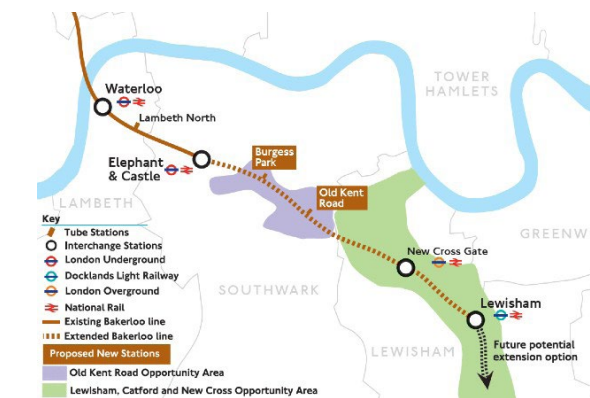 Waterloo
Lambeth North
TOWER
HAMLETS
Elephant
& Castle
Burgess
Park
Old Kent
Road
LAMBETH
Key
Tube Stations
Interchange Stations
London Underground
Docklands Light Railway
London Overground
National Rail
Existing Bakerloo line
Extended Bakerloo line
Proposed New Stations
Old Kent Road Opportunity Area
Lewisham, Catford and New Cross Opportunity Area
SOUTHWARK
New Cross Gate
GREENW
Lewisham
LEWISHAM
Future potential
extension option